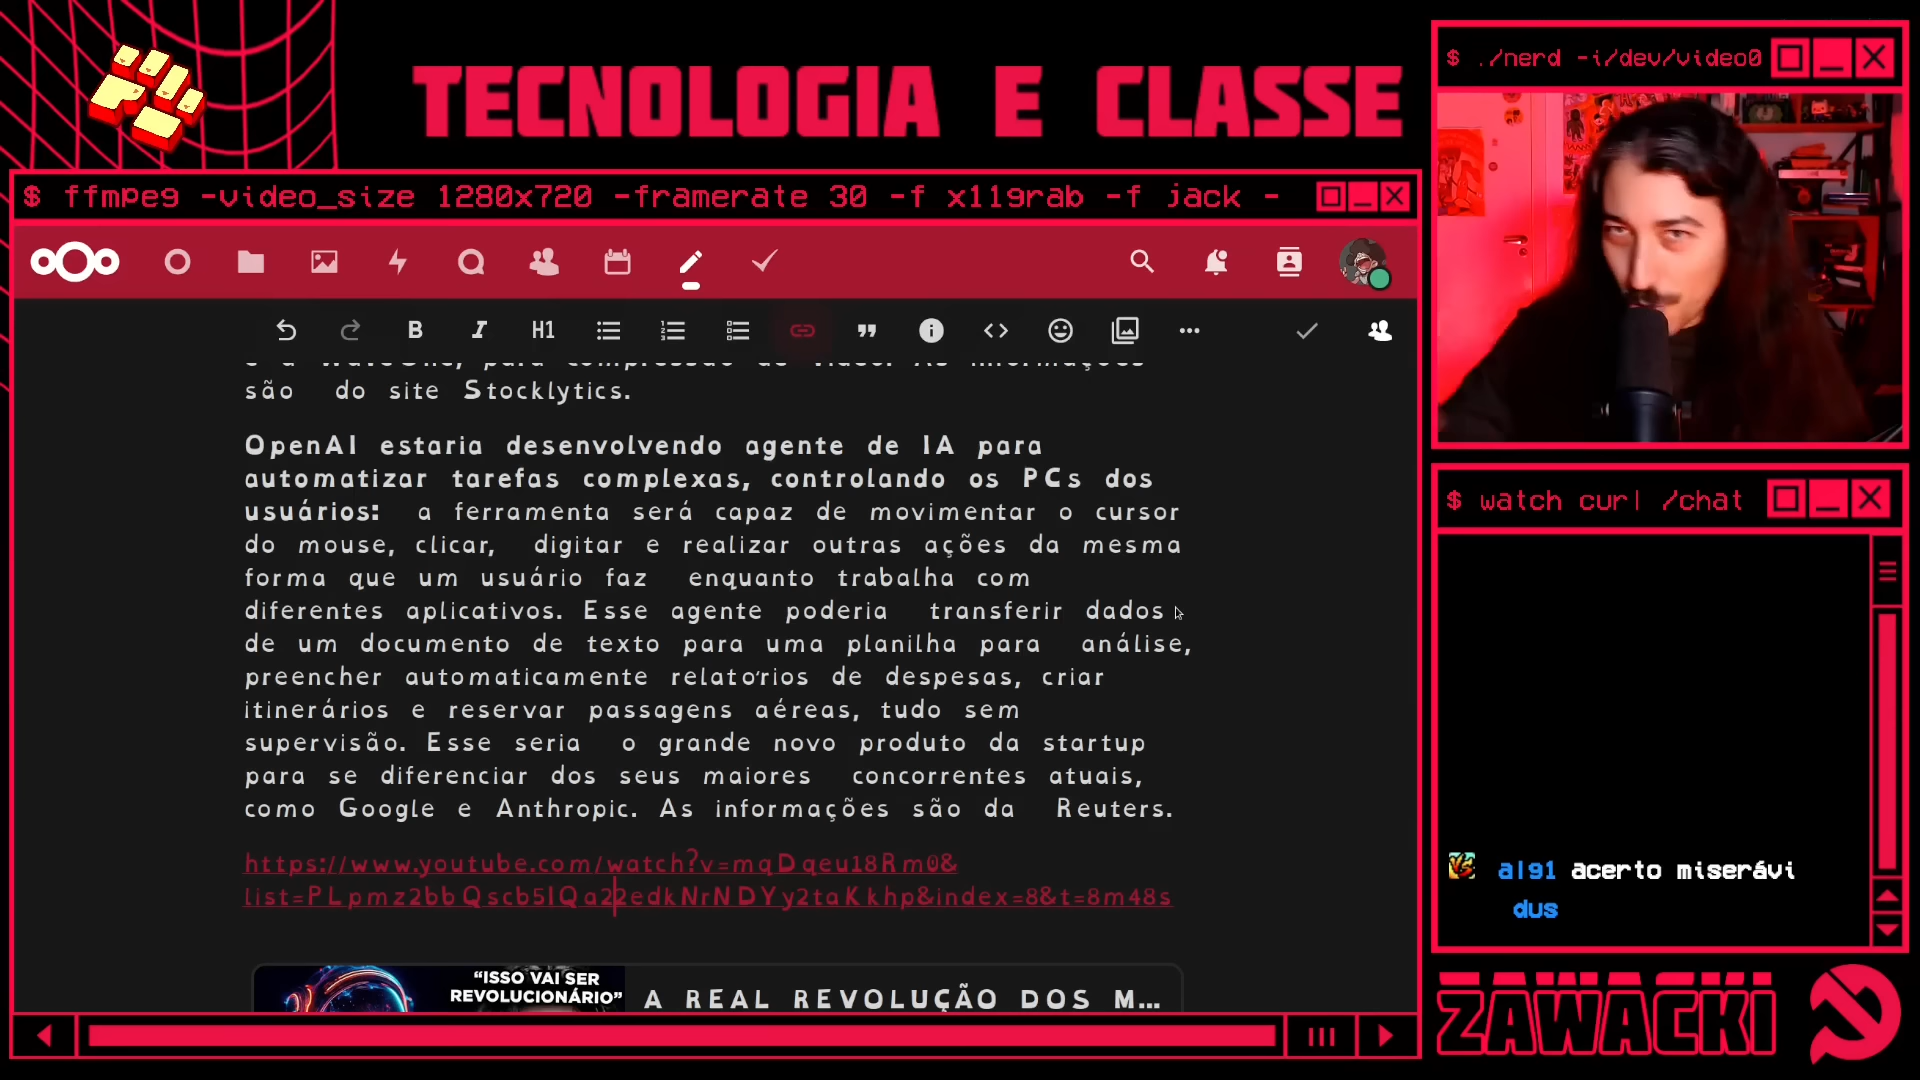 TECNOLOGIA E CLASSE
$ ffmpeg -video_size 1280x720 -framerate 30 -f x11grab -f jack -
B I H1
são do site Stocklytics.
OpenAI estaria desenvolvendo agente de IA para
automatizar tarefas complexas, controlando os PCs dos
usuários: a ferramenta será capaz de movimentar o cursor
do mouse, clicar, digitar e realizar outras ações da mesma
forma que um usuário faz enquanto trabalha com
diferentes aplicativos. Esse agente poderia transferir dados
de um documento de texto para uma planilha para análise,
preencher automaticamente relatórios de despesas, criar
itinerários e reservar passagens aéreas, tudo sem
supervisão. Esse seria o grande novo produto da startup
para se diferenciar dos seus maiores concorrentes atuais,
como Google e Anthropic. As informações são da Reuters.
https://www.youtube.com/watch?v=mqDqeu18Rm0&
list=PLpmz2bbQscb5lQa22edkNrNDYy2taKkhp&index=8&t=8m48s
“ISSO VAI SER
REVOLUCIONÁRIO”
A REAL REVOLUÇÃO DOS M...
$ ./nerd -i/dev/video0
$ watch curl /chat
alg1 acerto miserávi
dus
ZAWACKI